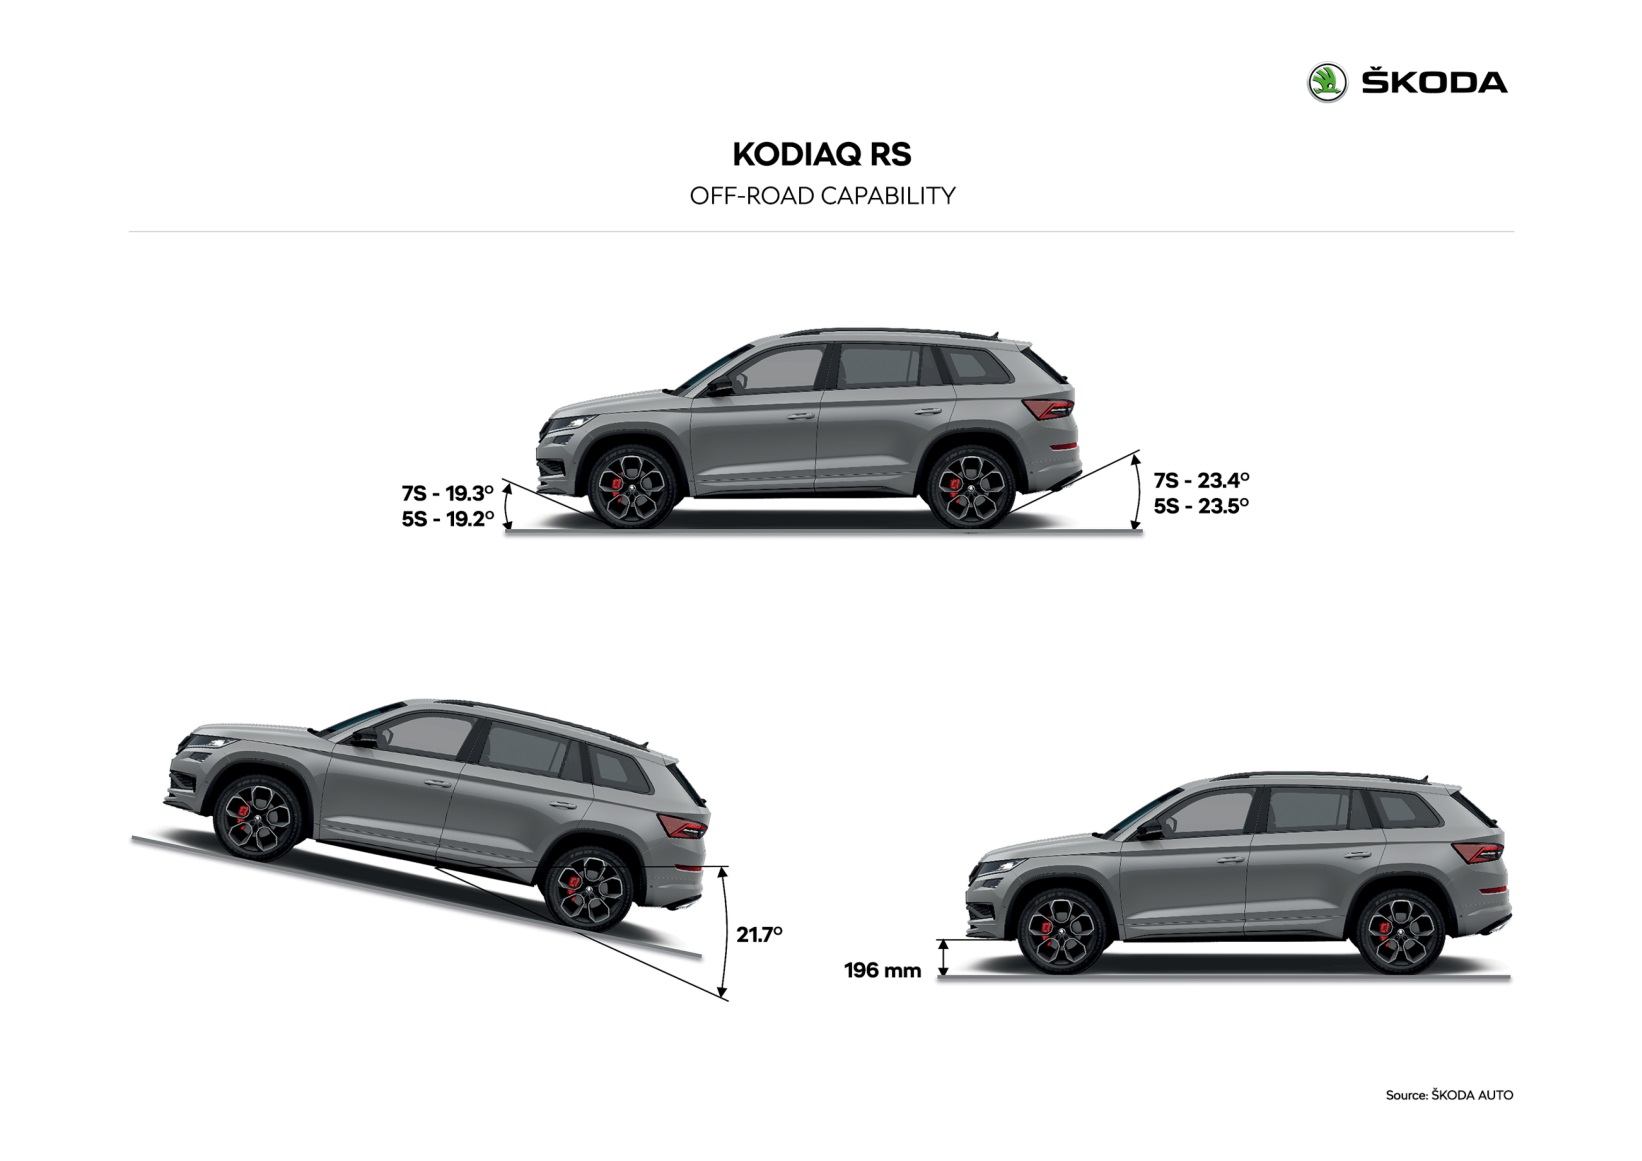 ŠKODA
KODIAQ RS
OFF-ROAD CAPABILITY
7S - 19.3°
5S - 19.2°
7S - 23.4°
5S - 23.5°
21.7°
196 mm
Source: ŠKODA AUTO